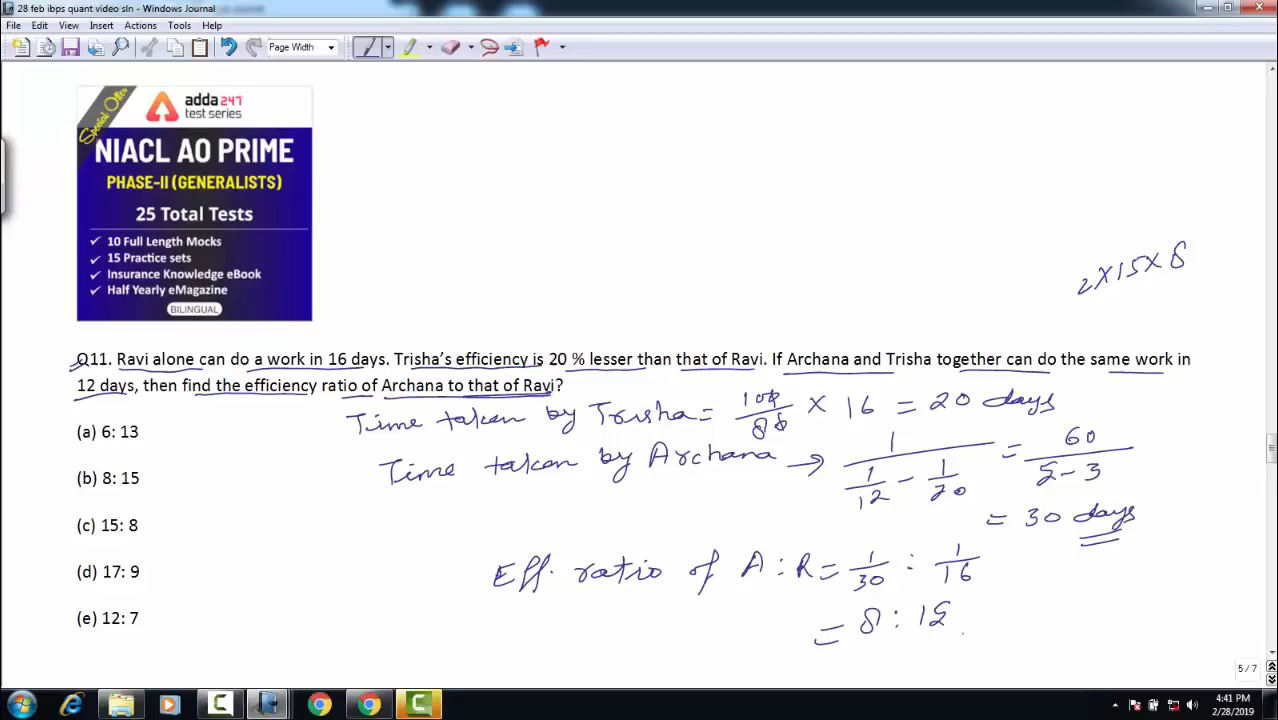 28 feb ibps quant video sln - Windows Journal
File Edit View Insert Actions Tools Help
Page Width
Special Offer
adda247
test series
NIACL AO PRIME
PHASE-II (GENERALISTS)
25 Total Tests
✓ 10 Full Length Mocks
✓ 15 Practice sets
✓ Insurance Knowledge eBook
✓ Half Yearly eMagazine
BILINGUAL
2×15×8
Q11. Ravi alone can do a work in 16 days. Trisha's efficiency is 20 % lesser than that of Ravi. If Archana and Trisha together can do the same work in
12 days, then find the efficiency ratio of Archana to that of Ravi?
Time taken by Trisha = 100/80 × 16 = 20 days
(a) 6: 13
Time taken by Archana → 1/(1/12 - 1/20) = 60/(5-3)
(b) 8: 15
= 30 days
(c) 15: 8
Eff. ratio of A : R = 1/30 : 1/16
(d) 17: 9
= 8 : 15
(e) 12: 7
5 / 7
4:41 PM
2/28/2019